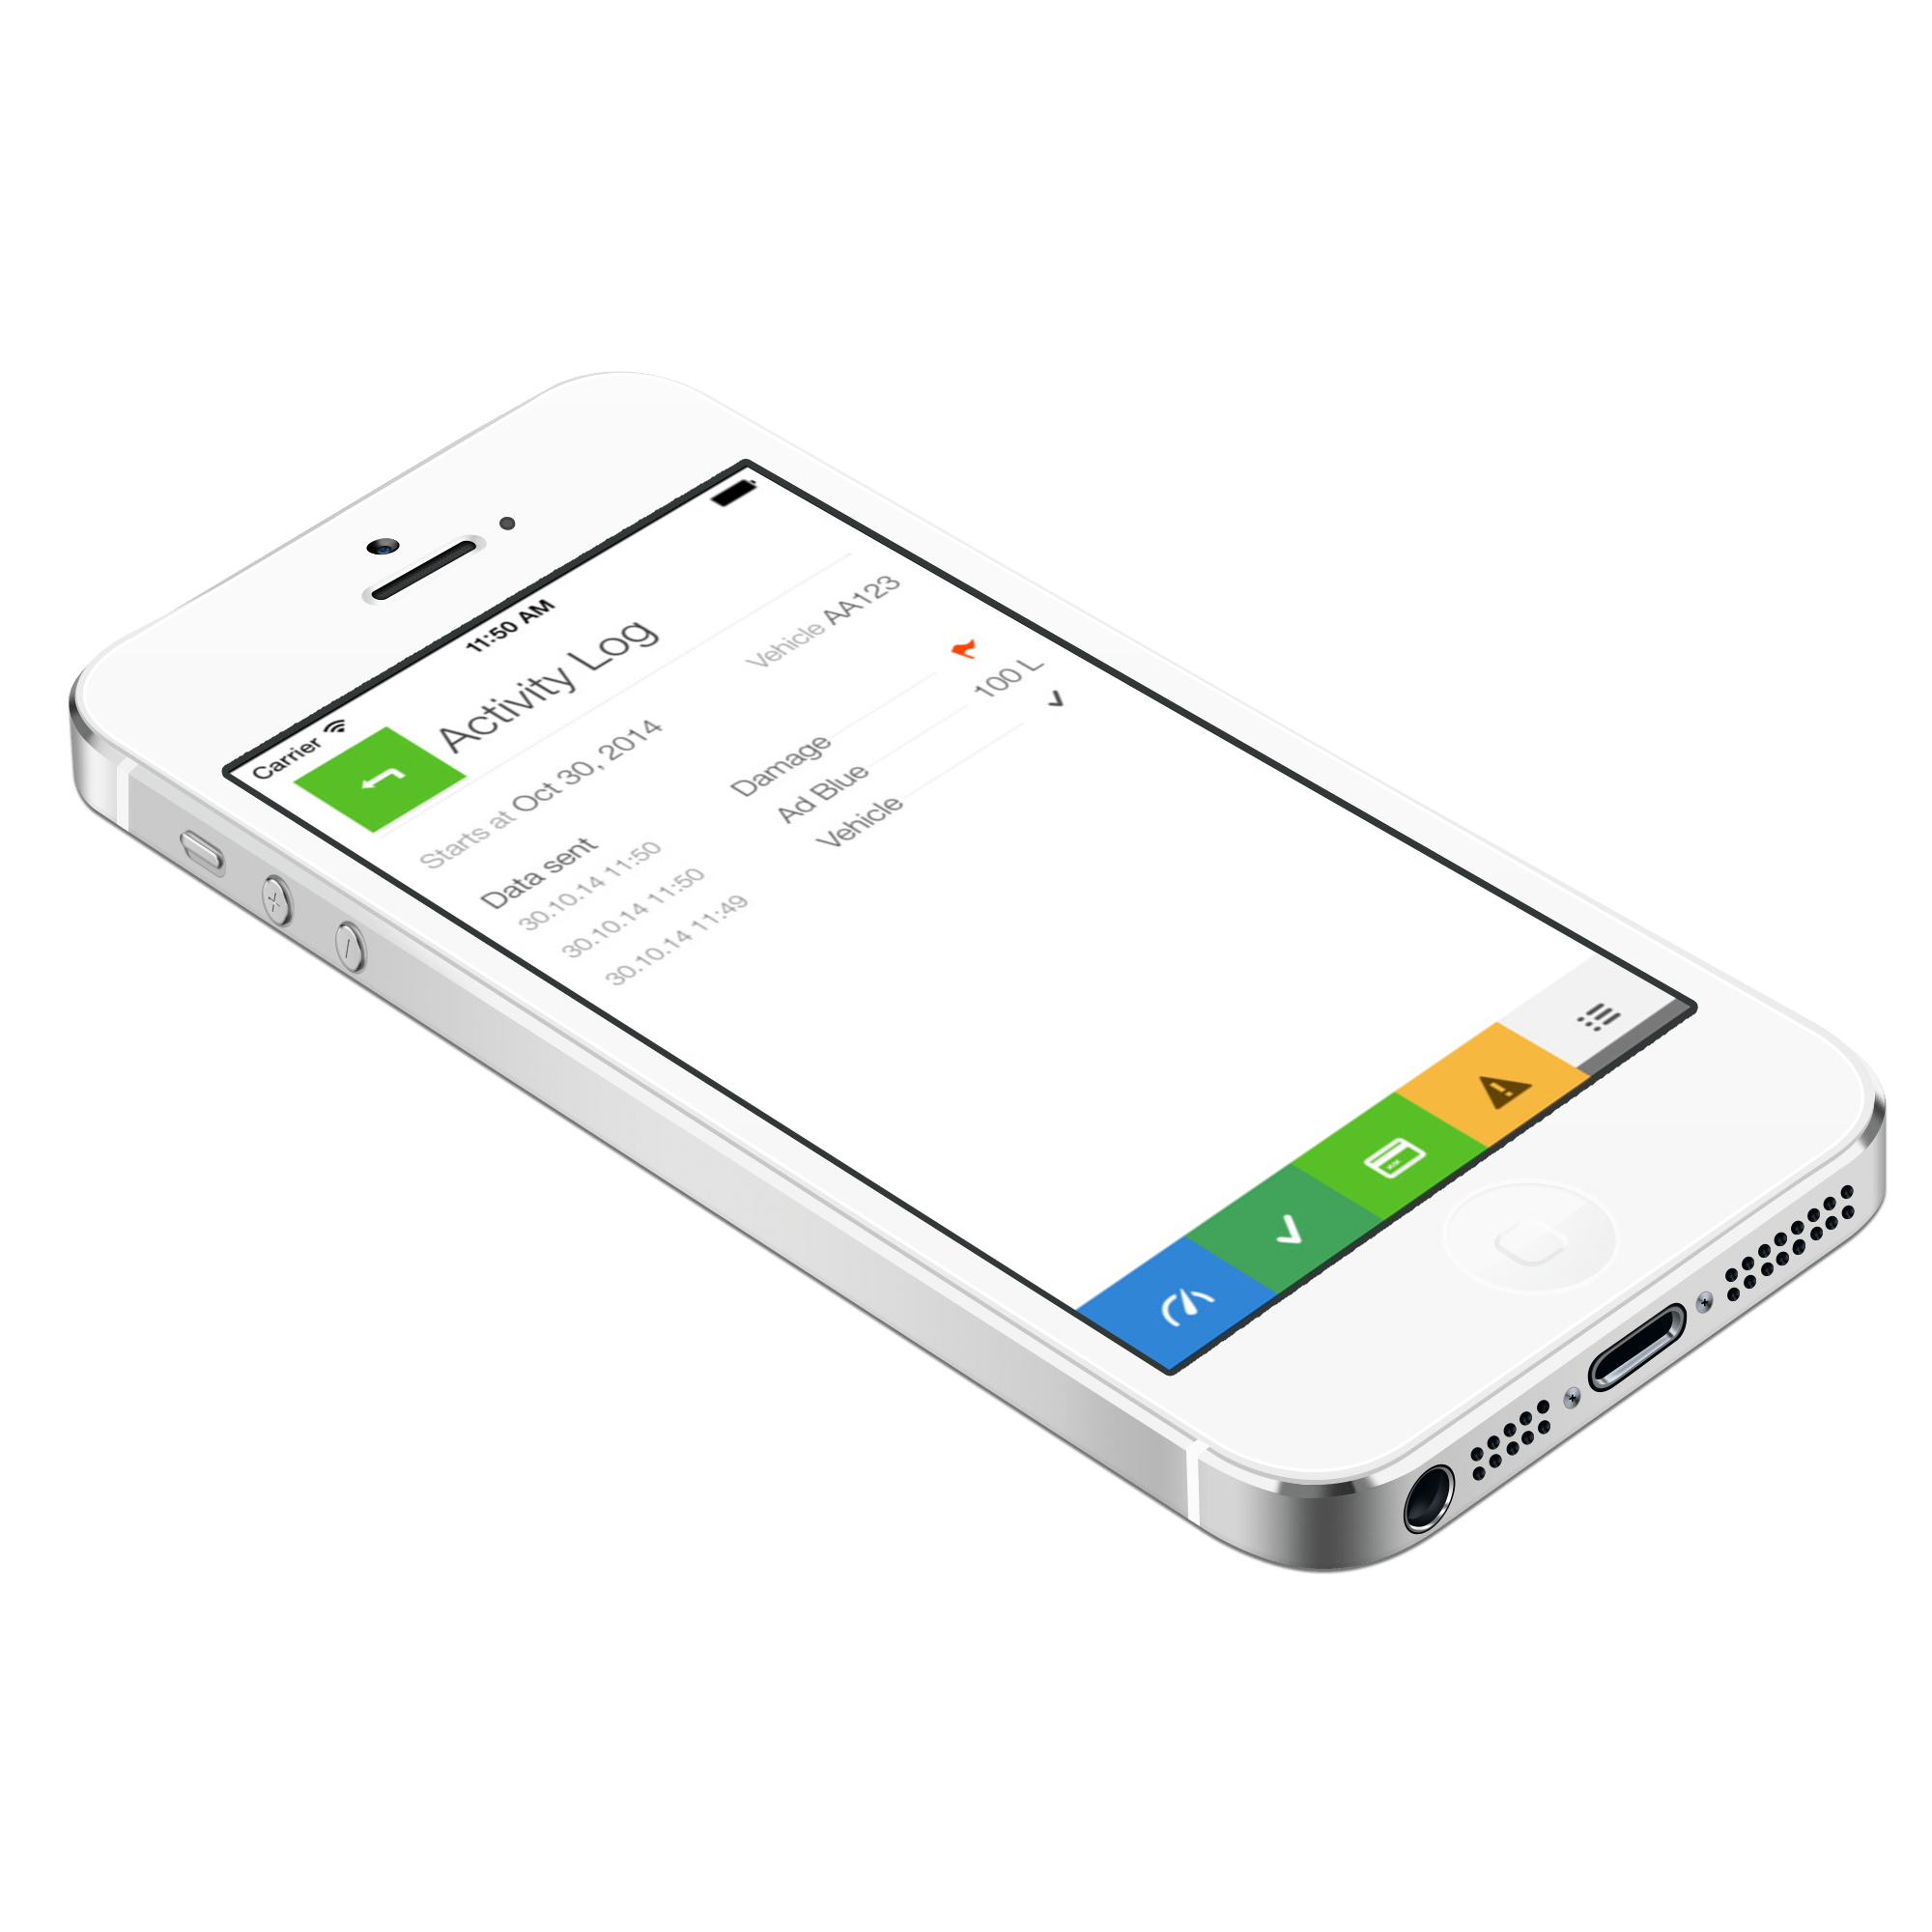 Carrier 11:50 AM
Activity Log
Starts at Oct 30, 2014 Vehicle AA123
Data sent
30.10.14 11:50 Damage
30.10.14 11:50 Ad Blue 100 L
30.10.14 11:49 Vehicle